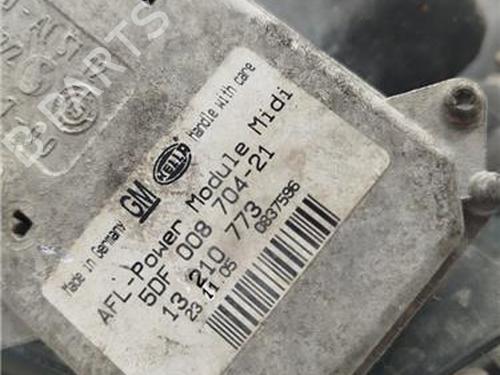 B-PARTS
Made in Germany GM HELLA Handle with care
AFL-Power Module Midi
5DF 008 704-21
13 210 773
23 11 05 0837596